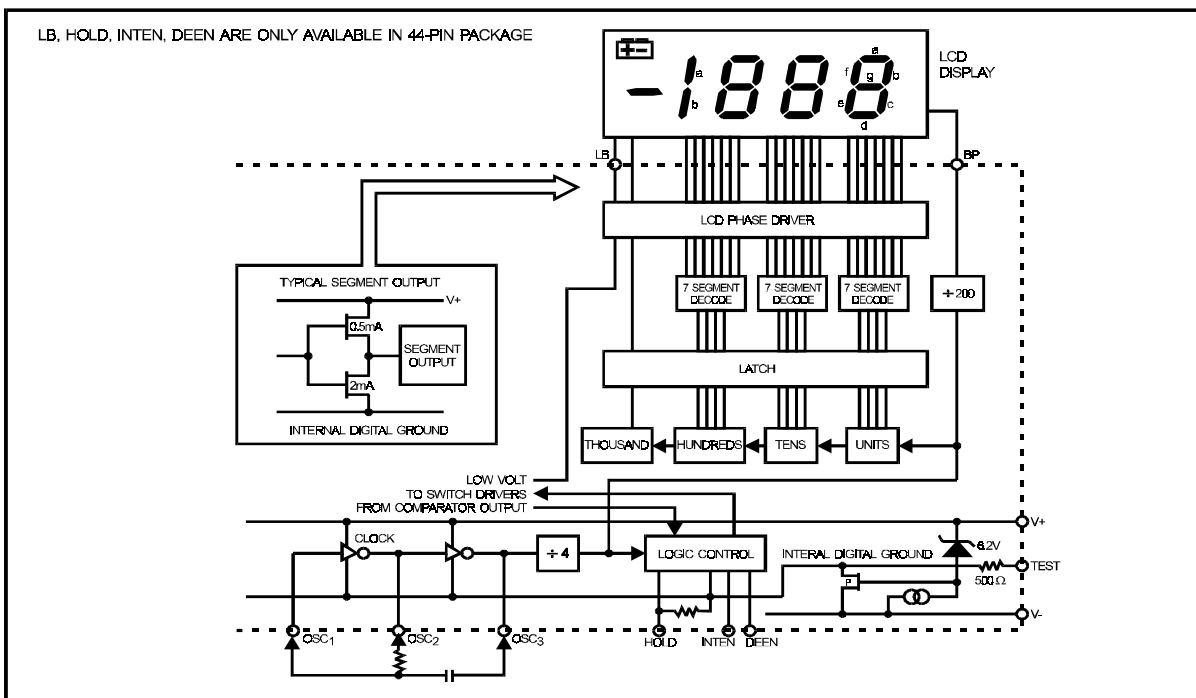 LB, HOLD, INTEN, DEEN ARE ONLY AVAILABLE IN 44-PIN PACKAGE
LCD
DISPLAY
-1888
a
b
a
f
b
g
e
c
d
LB
BP
LCD PHASE DRIVER
TYPICAL SEGMENT OUTPUT
V+
0.5mA
SEGMENT
OUTPUT
2mA
INTERNAL DIGITAL GROUND
7 SEGMENT
DECODE
7 SEGMENT
DECODE
7 SEGMENT
DECODE
÷200
LATCH
THOUSAND
HUNDREDS
TENS
UNITS
LOW VOLT
TO SWITCH DRIVERS
FROM COMPARATOR OUTPUT
V+
CLOCK
÷4
LOGIC CONTROL
INTERAL DIGITAL GROUND
6.2V
TEST
500 Ω
P
V-
OSC1
OSC2
OSC3
HOLD
INTEN
DEEN